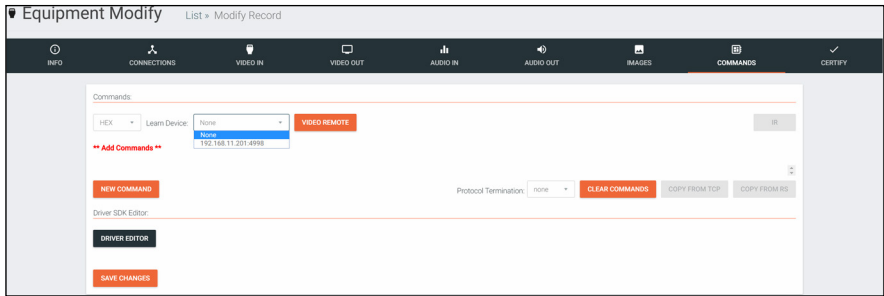 Equipment Modify List » Modify Record
INFO CONNECTIONS VIDEO IN VIDEO OUT AUDIO IN AUDIO OUT IMAGES COMMANDS CERTIFY
Commands:
HEX Learn Device: None VIDEO REMOTE IR
None
192.168.11.201:4998
** Add Commands **
NEW COMMAND Protocol Termination: none CLEAR COMMANDS COPY FROM TCP COPY FROM RS
Driver SDK Editor:
DRIVER EDITOR
SAVE CHANGES